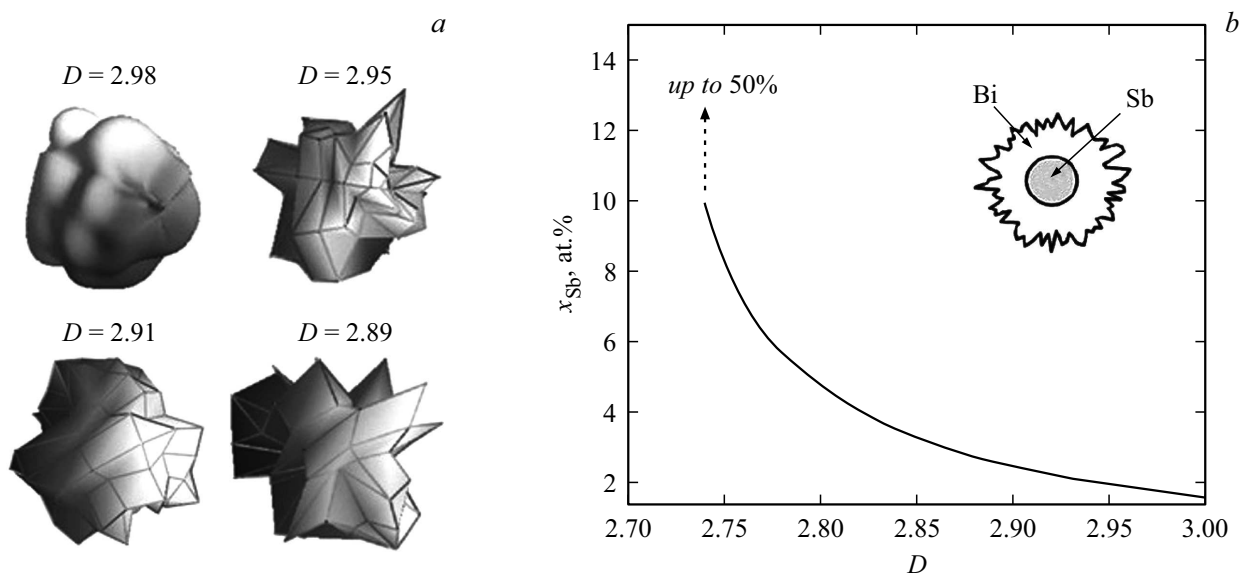 a
D = 2.98
D = 2.95
D = 2.91
D = 2.89
b
14
12
10
8
6
4
2
x_Sb, at.%
up to 50%
Bi
Sb
2.70
2.75
2.80
2.85
2.90
2.95
3.00
D